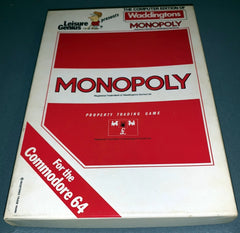 Leisure Genius presents
THE COMPUTER EDITION OF
Waddingtons
MONOPOLY
MONOPOLY
PROPERTY TRADING GAME
For the
Commodore 64